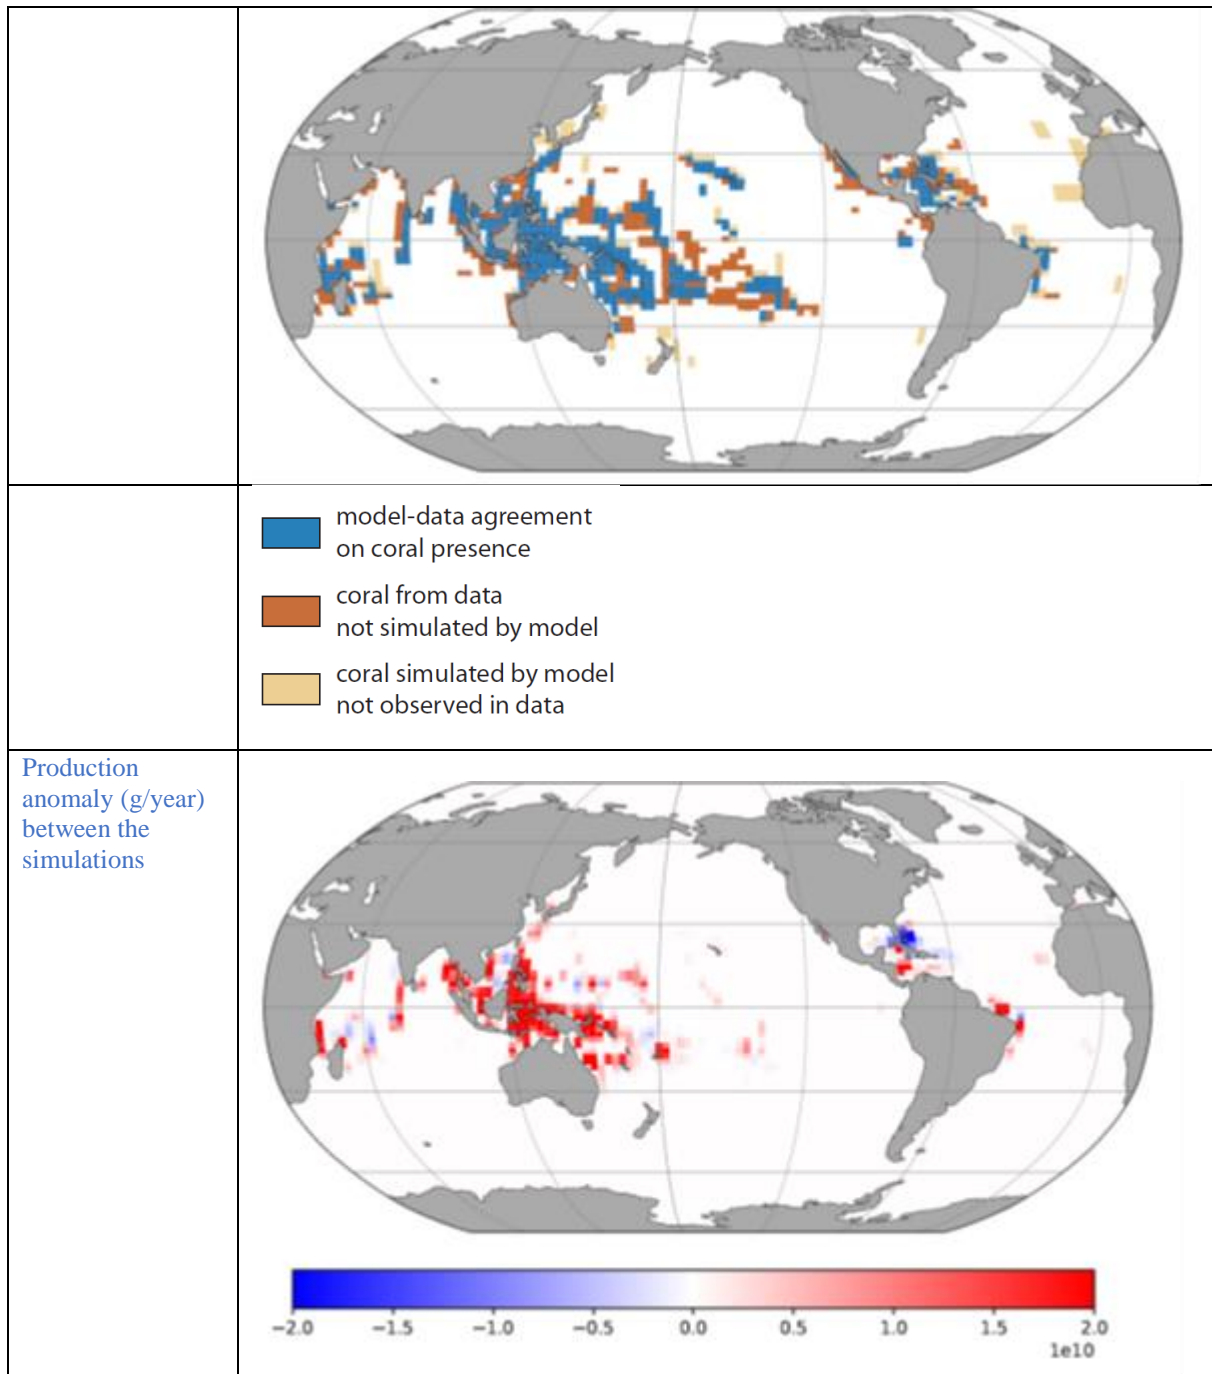 model-data agreement
on coral presence
coral from data
not simulated by model
coral simulated by model
not observed in data
Production
anomaly (g/year)
between the
simulations
−2.0 −1.5 −1.0 −0.5 0.0 0.5 1.0 1.5 2.0
1e10